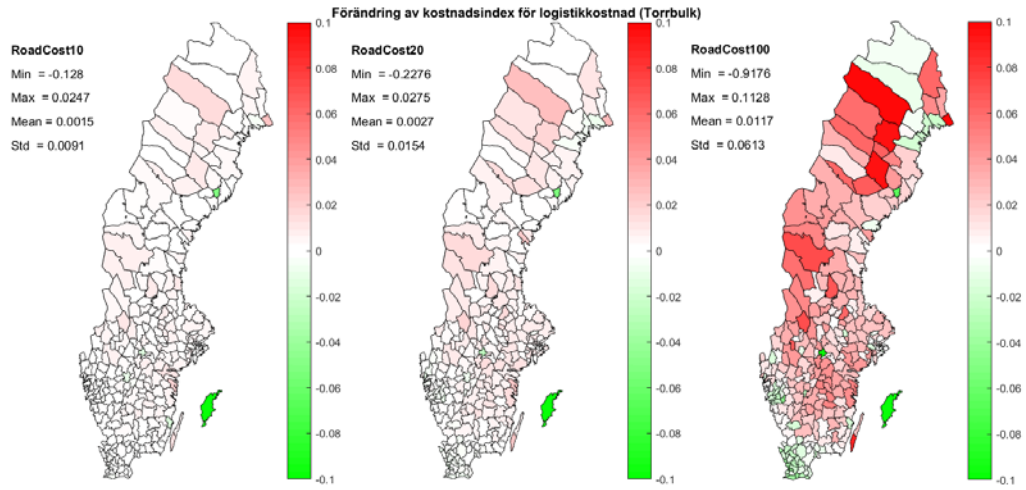 Förändring av kostnadsindex för logistikkostnad (Torrbulk)
RoadCost10
Min = -0.128
Max = 0.0247
Mean = 0.0015
Std = 0.0091
0.1
0.08
0.06
0.04
0.02
0
-0.02
-0.04
-0.06
-0.08
-0.1
RoadCost20
Min = -0.2276
Max = 0.0275
Mean = 0.0027
Std = 0.0154
0.1
0.08
0.06
0.04
0.02
0
-0.02
-0.04
-0.06
-0.08
-0.1
RoadCost100
Min = -0.9176
Max = 0.1128
Mean = 0.0117
Std = 0.0613
0.1
0.08
0.06
0.04
0.02
0
-0.02
-0.04
-0.06
-0.08
-0.1